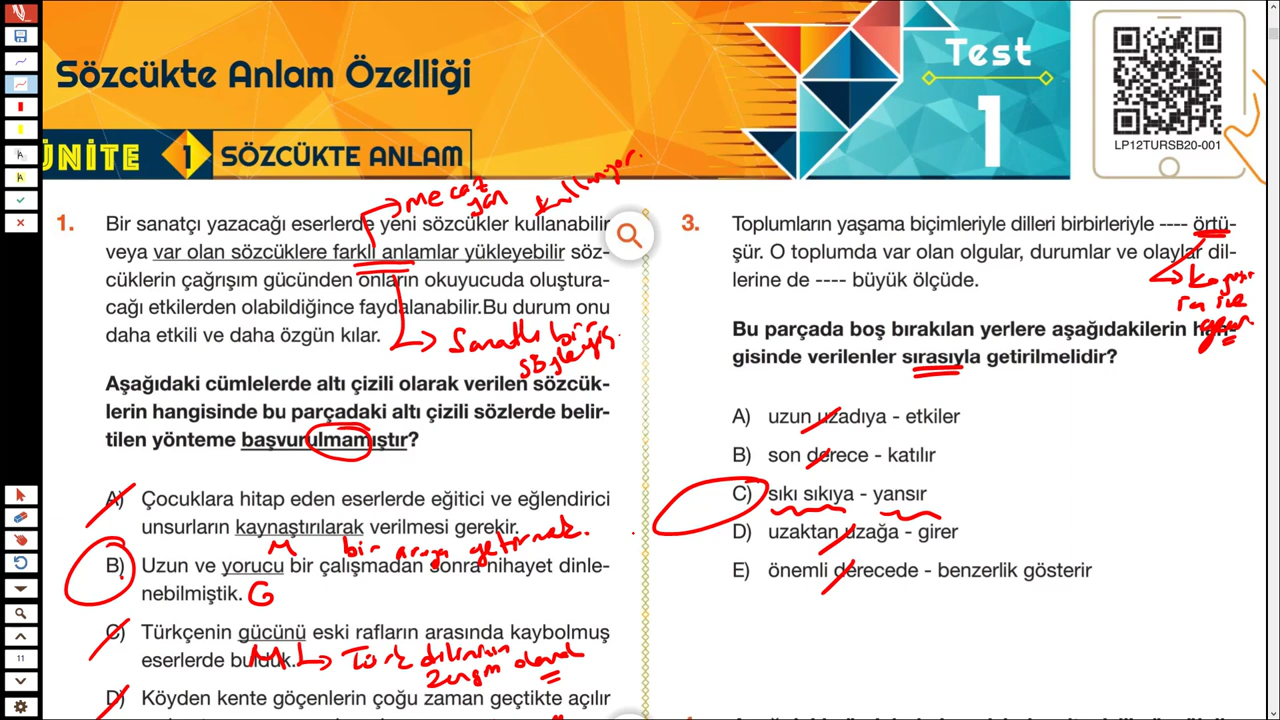 Sözcükte Anlam Özelliği
Test
1
LP12TURSB20-001
ÜNİTE
1
SÖZCÜKTE ANLAM
1. Bir sanatçı yazacağı eserlerde yeni sözcükler kullanabilir
veya var olan sözcüklere farklı anlamlar yükleyebilir söz-
cüklerin çağrışım gücünden onların okuyucuda oluştura-
cağı etkilerden olabildiğince faydalanabilir.Bu durum onu
daha etkili ve daha özgün kılar.
mecaz
kullanıyor.
Sanatlı bir
söyleyiş
Aşağıdaki cümlelerde altı çizili olarak verilen sözcük-
lerin hangisinde bu parçadaki altı çizili sözlerde belir-
tilen yönteme başvurulmamıştır?
A) Çocuklara hitap eden eserlerde eğitici ve eğlendirici
unsurların kaynaştırılarak verilmesi gerekir.
M bir araya getirmek.
B) Uzun ve yorucu bir çalışmadan sonra nihayet dinle-
nebilmiştik. G
C) Türkçenin gücünü eski rafların arasında kaybolmuş
eserlerde bulduk.
M Türk dilinin
zengin olarak
D) Köyden kente göçenlerin çoğu zaman geçtikte açılır
3. Toplumların yaşama biçimleriyle dilleri birbirleriyle ---- örtü-
şür. O toplumda var olan olgular, durumlar ve olaylar dil-
lerine de ---- büyük ölçüde.
Bu parçada boş bırakılan yerlere aşağıdakilerin han-
gisinde verilenler sırasıyla getirilmelidir?
A) uzun uzadıya - etkiler
B) son derece - katılır
C) sıkı sıkıya - yansır
D) uzaktan uzağa - girer
E) önemli derecede - benzerlik gösterir
11